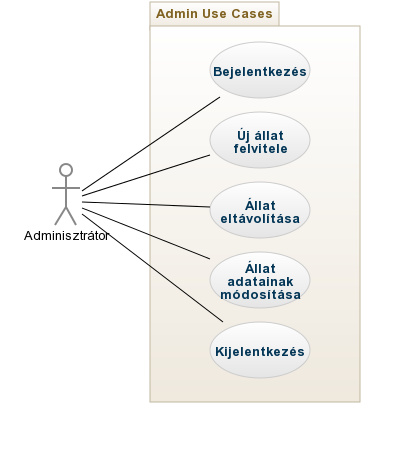 Admin Use Cases
Bejelentkezés
Új állat
felvitele
Állat
eltávolítása
Adminisztrátor
Állat
adatainak
módosítása
Kijelentkezés